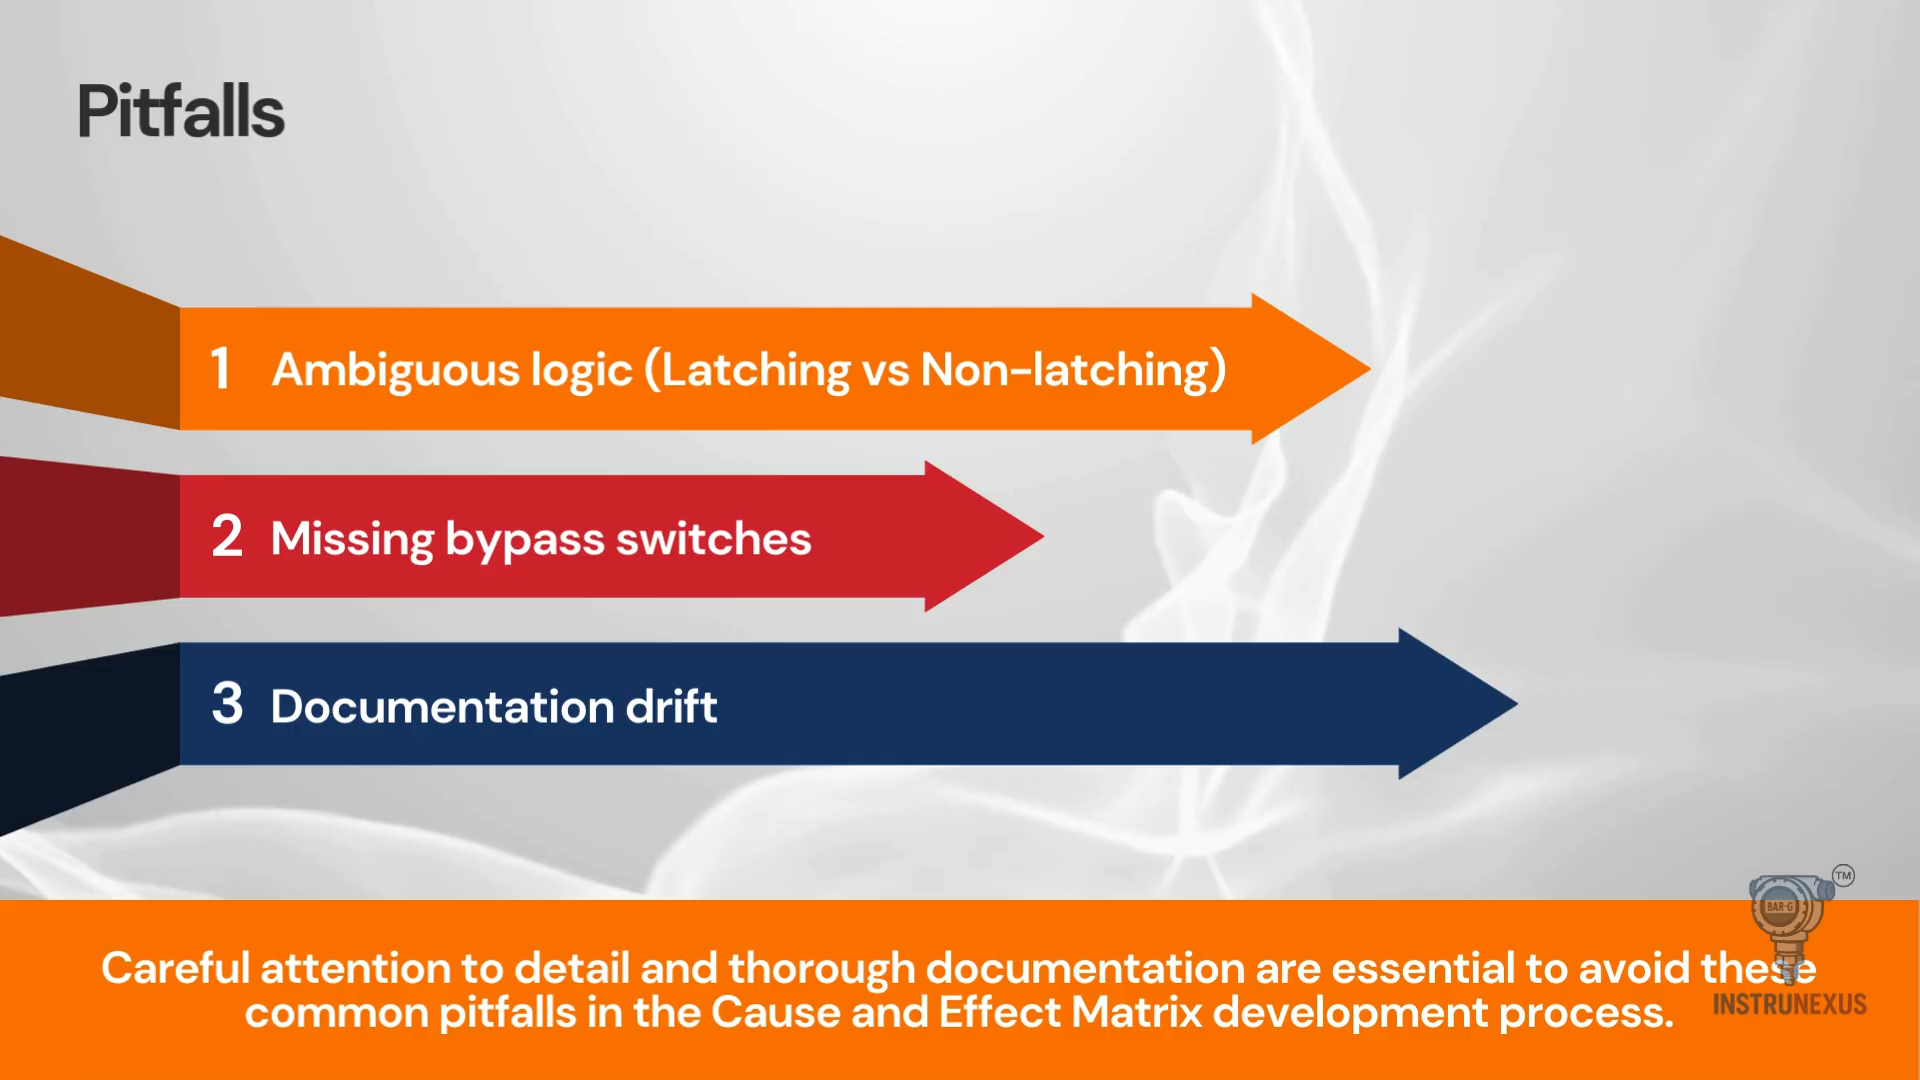 Pitfalls
1 Ambiguous logic (Latching vs Non-latching)
2 Missing bypass switches
3 Documentation drift
TM
BAR-G
Careful attention to detail and thorough documentation are essential to avoid these
common pitfalls in the Cause and Effect Matrix development process.
INSTRUNEXUS